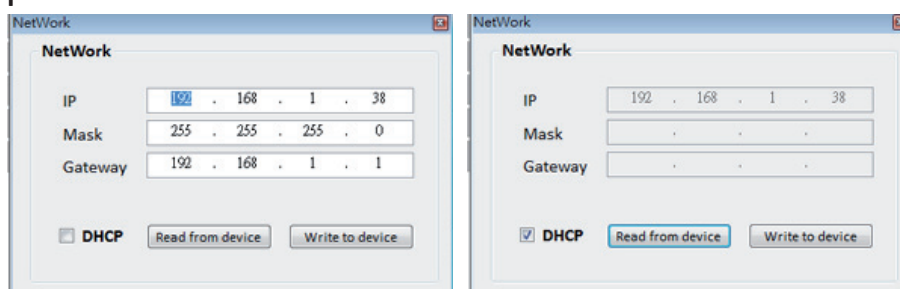 NetWork
NetWork
IP 192 . 168 . 1 . 38
Mask 255 . 255 . 255 . 0
Gateway 192 . 168 . 1 . 1
DHCP Read from device Write to device
NetWork
NetWork
IP 192 . 168 . 1 . 38
Mask . . .
Gateway . . .
DHCP Read from device Write to device